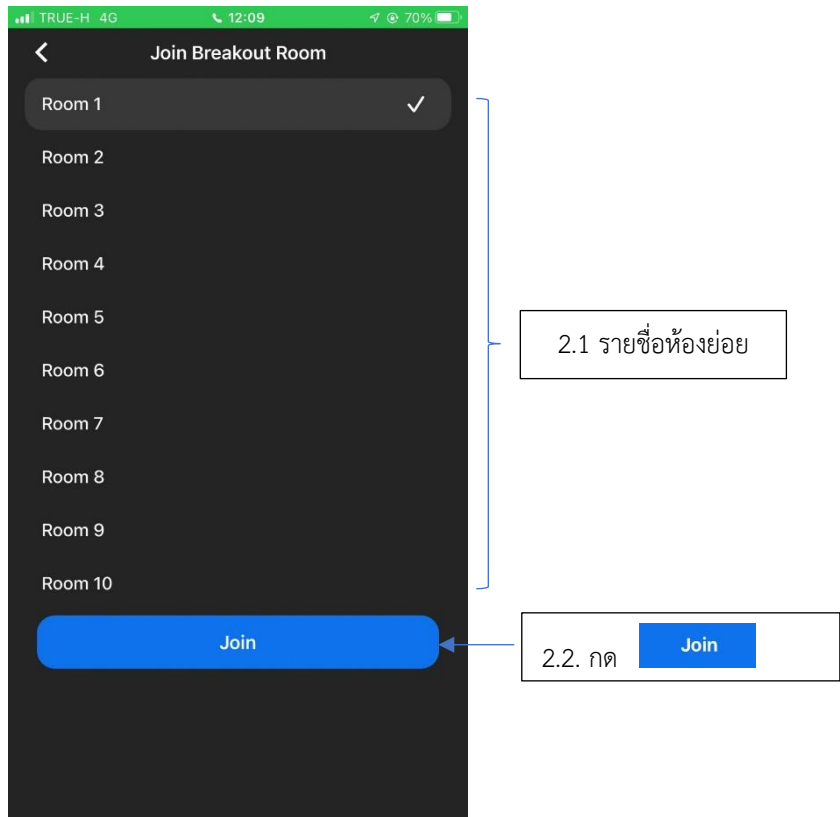 TRUE-H 4G 12:09 70%
Join Breakout Room
Room 1
Room 2
Room 3
Room 4
Room 5
Room 6
Room 7
Room 8
Room 9
Room 10
Join
2.1 รายชื่อห้องย่อย
2.2. กด Join